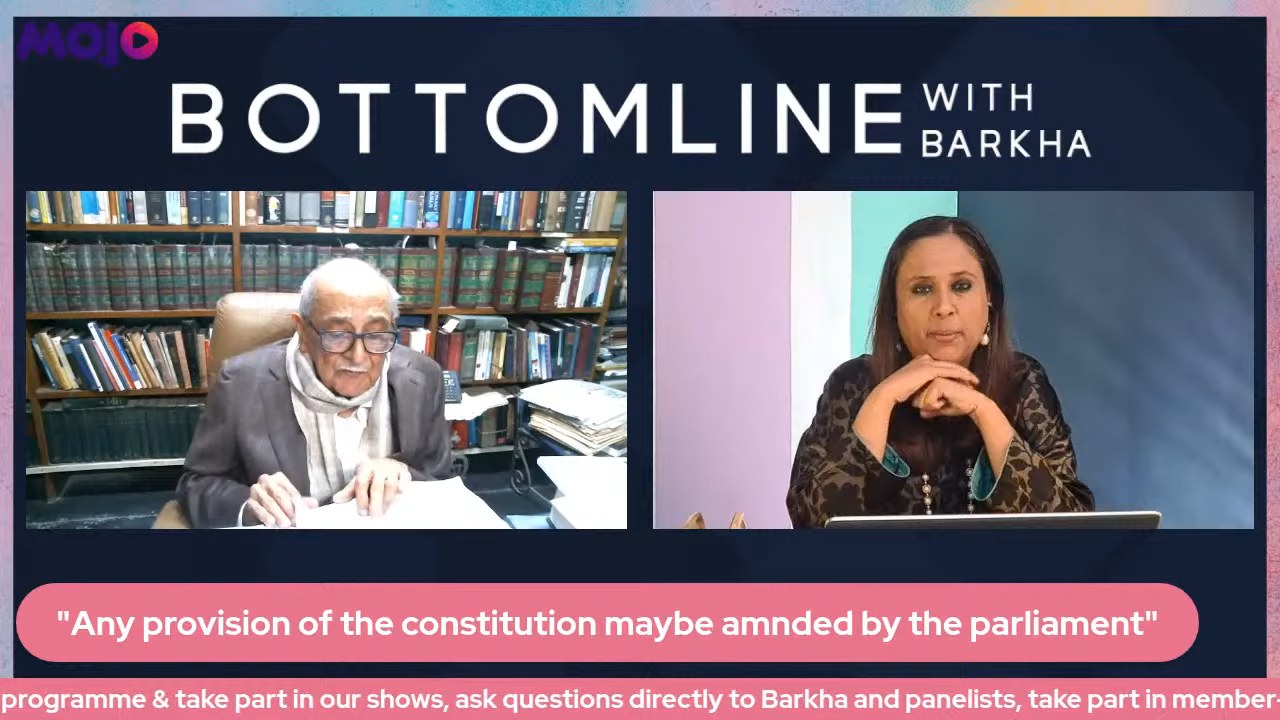 MOJO
BOTTOMLINE WITH
BARKHA
"Any provision of the constitution maybe amnded by the parliament"
programme & take part in our shows, ask questions directly to Barkha and panelists, take part in member-